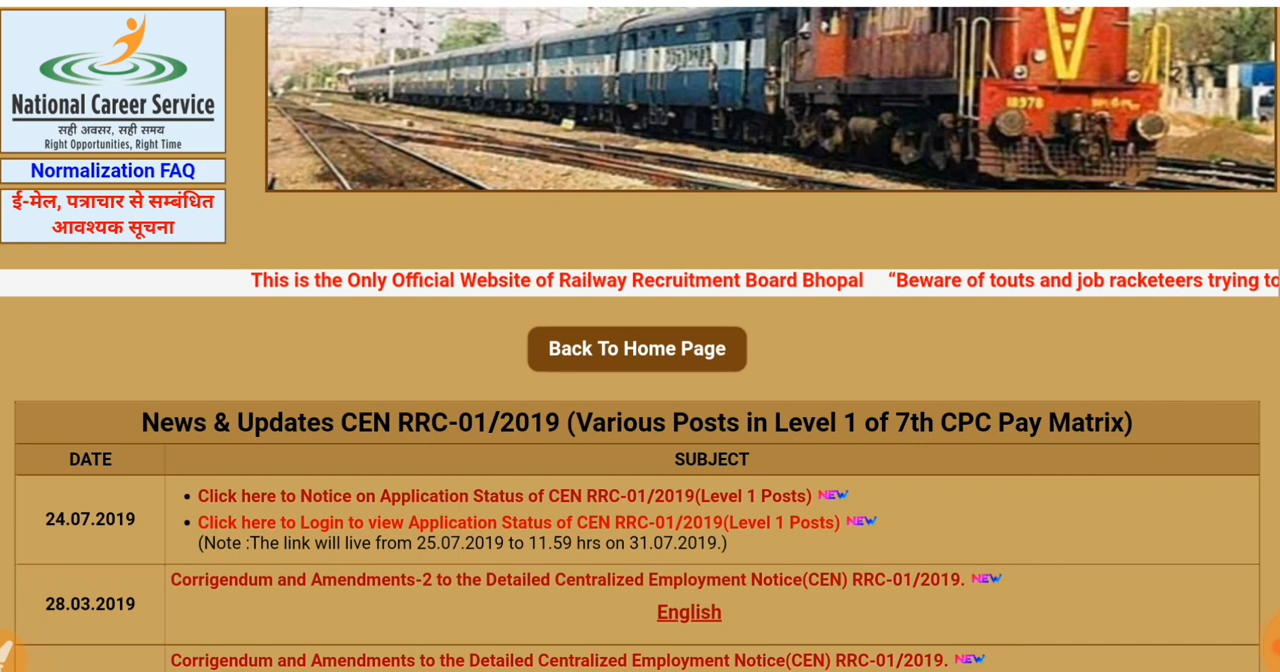 National Career Service
सही अवसर, सही समय
Right Opportunities, Right Time
Normalization FAQ
ई-मेल, पत्राचार से सम्बंधित
आवश्यक सूचना
18978
This is the Only Official Website of Railway Recruitment Board Bhopal “Beware of touts and job racketeers trying to
Back To Home Page
News & Updates CEN RRC-01/2019 (Various Posts in Level 1 of 7th CPC Pay Matrix)
DATE SUBJECT
24.07.2019
• Click here to Notice on Application Status of CEN RRC-01/2019(Level 1 Posts) NEW
• Click here to Login to view Application Status of CEN RRC-01/2019(Level 1 Posts) NEW
(Note :The link will live from 25.07.2019 to 11.59 hrs on 31.07.2019.)
28.03.2019
Corrigendum and Amendments-2 to the Detailed Centralized Employment Notice(CEN) RRC-01/2019. NEW
English
Corrigendum and Amendments to the Detailed Centralized Employment Notice(CEN) RRC-01/2019. NEW